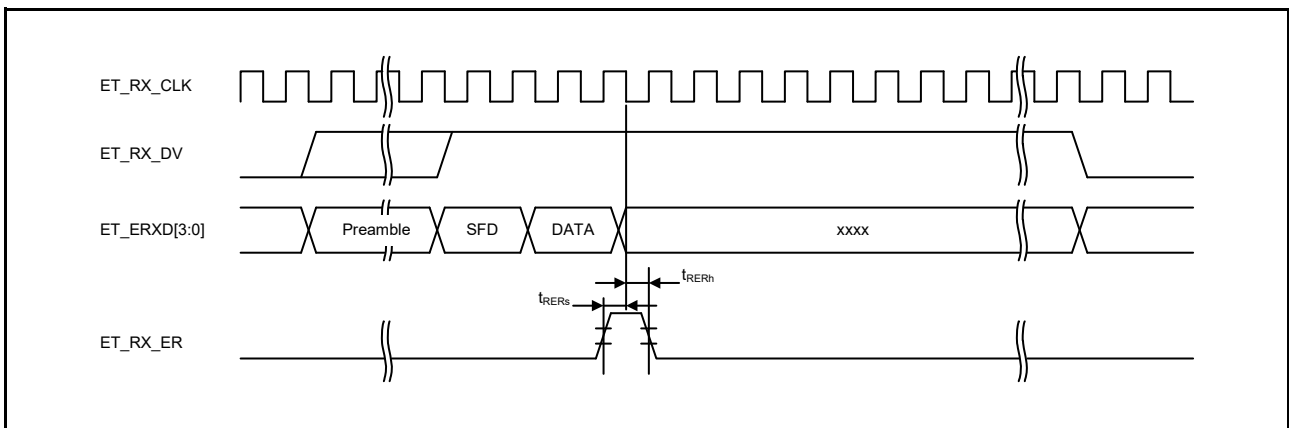 ET_RX_CLK
ET_RX_DV
ET_ERXD[3:0] Preamble SFD DATA xxxx
tRERh
tRERs
ET_RX_ER